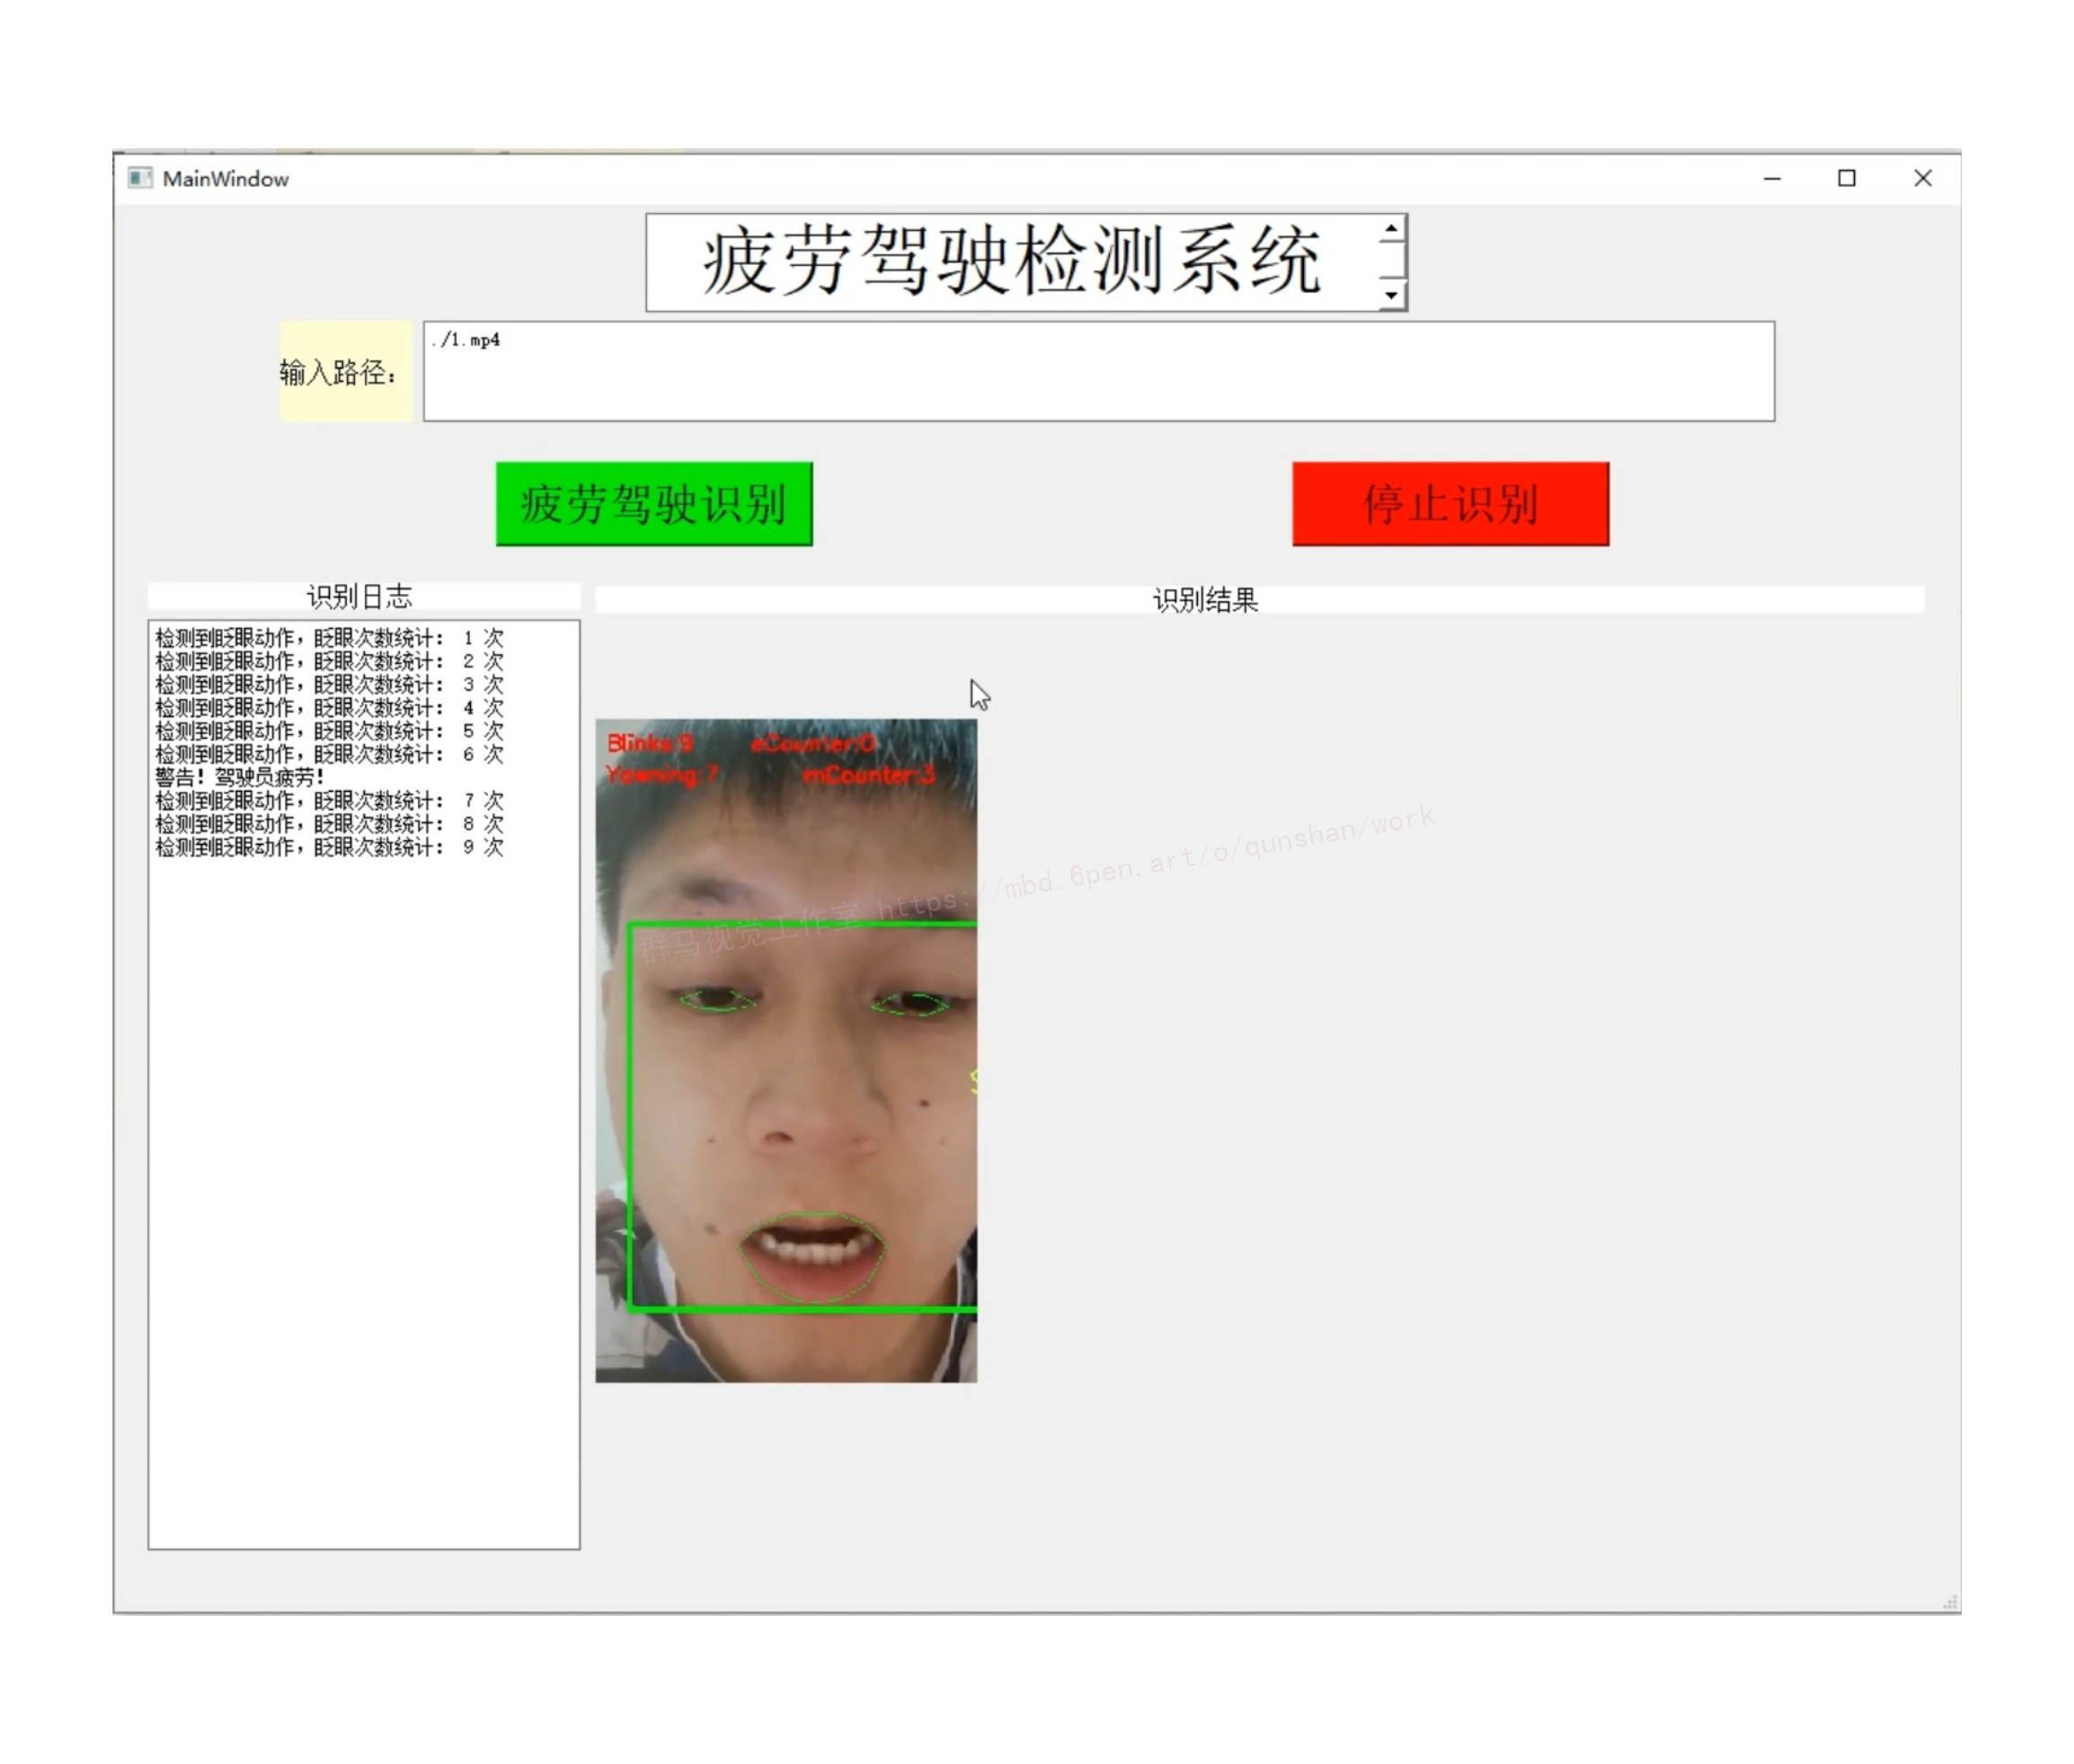 MainWindow
疲劳驾驶检测系统
输入路径：
./1.mp4
疲劳驾驶识别
停止识别
识别日志
识别结果
检测到眨眼动作，眨眼次数统计： 1 次
检测到眨眼动作，眨眼次数统计： 2 次
检测到眨眼动作，眨眼次数统计： 3 次
检测到眨眼动作，眨眼次数统计： 4 次
检测到眨眼动作，眨眼次数统计： 5 次
检测到眨眼动作，眨眼次数统计： 6 次
警告！驾驶员疲劳！
检测到眨眼动作，眨眼次数统计： 7 次
检测到眨眼动作，眨眼次数统计： 8 次
检测到眨眼动作，眨眼次数统计： 9 次
Blinks:9 eCounter:0
Yawning:7 mCounter:3
群马视觉工作室 https://mbd.6pen.art/o/qunshan/work